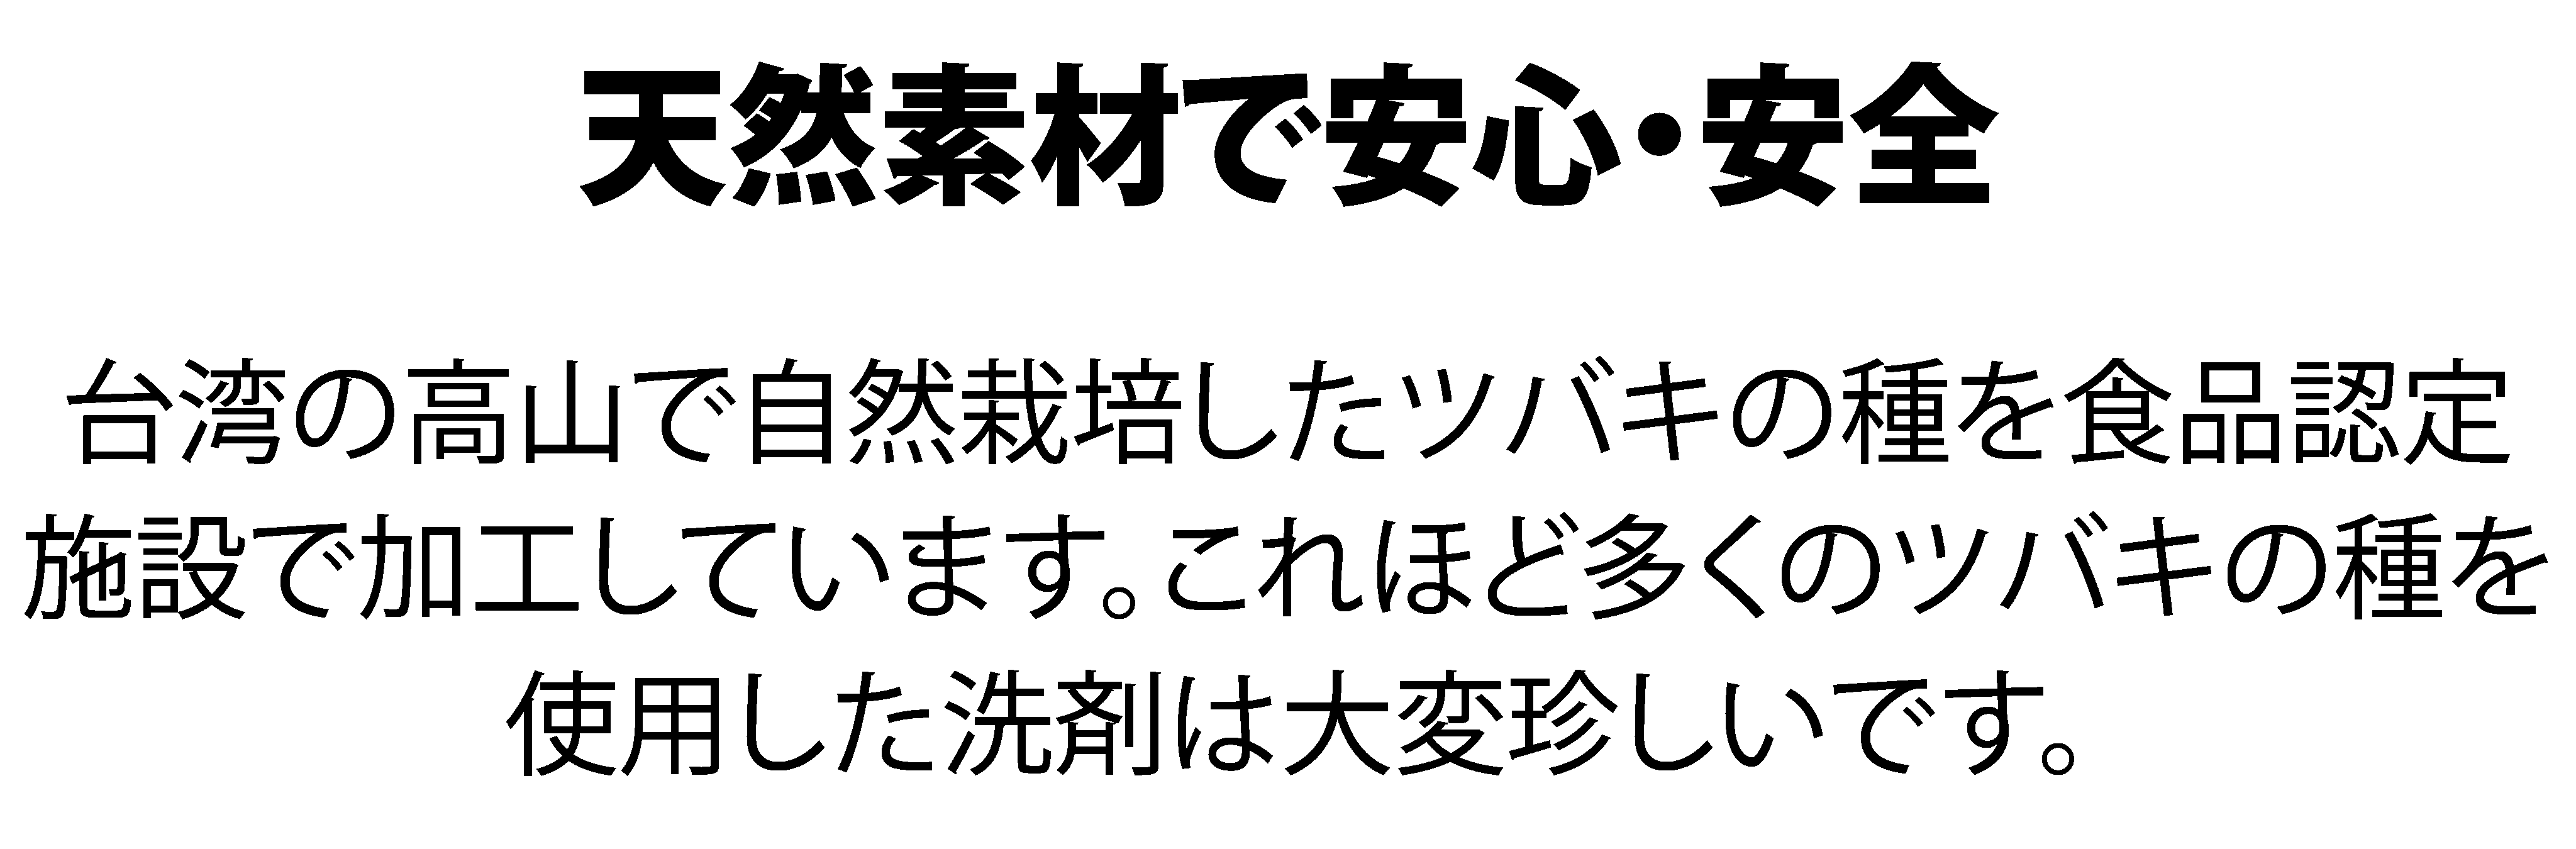 天然素材で安心・安全
台湾の高山で自然栽培したツバキの種を食品認定
施設で加工しています。これほど多くのツバキの種を
使用した洗剤は大変珍しいです。